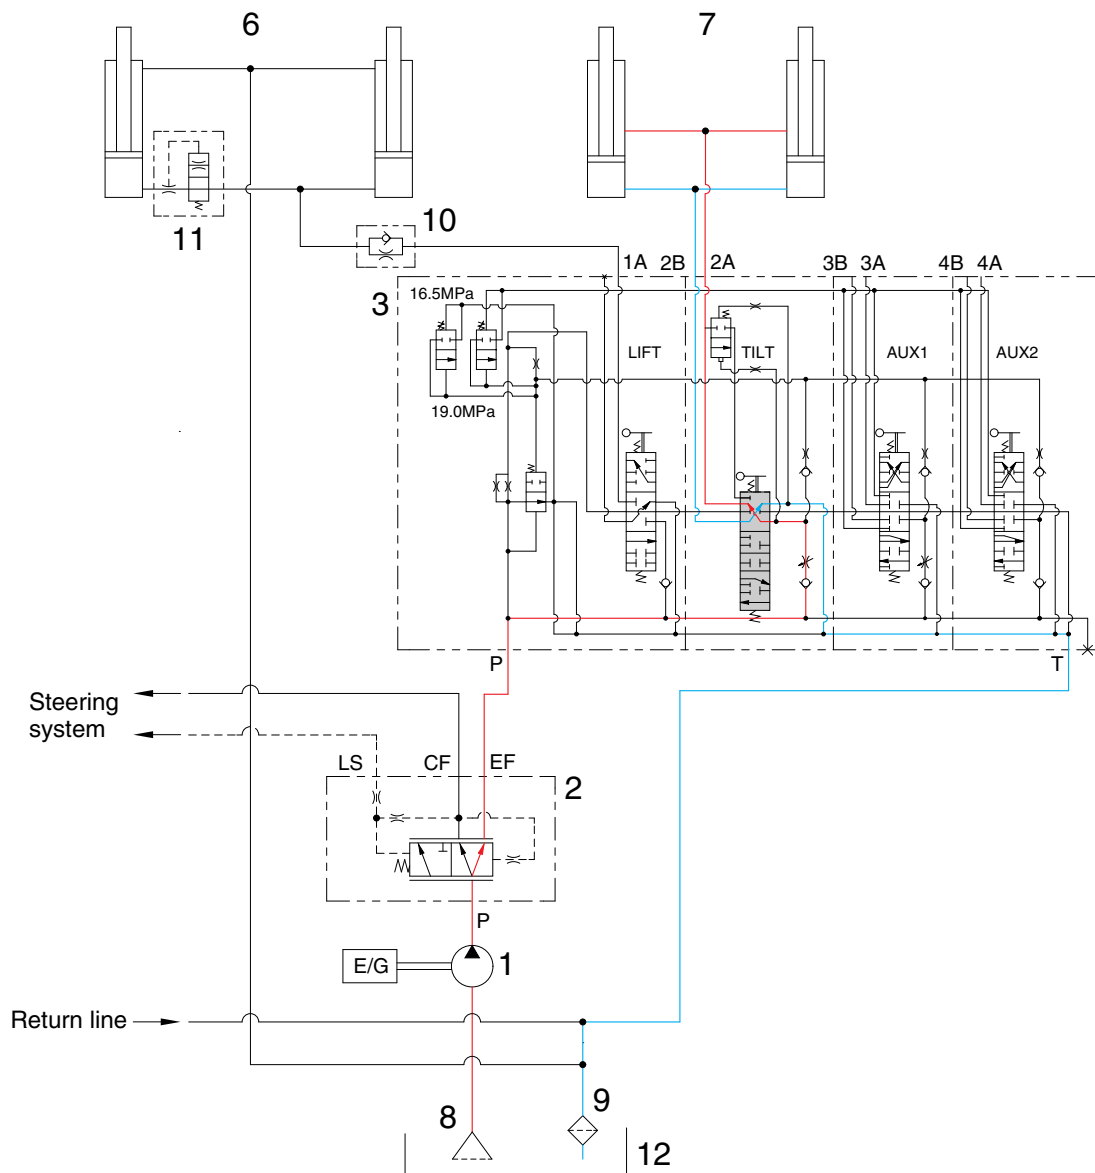 6
7
11
10
3
1A
2B
2A
3B
3A
4B
4A
16.5MPa
LIFT
TILT
AUX1
AUX2
19.0MPa
P
T
Steering
system
LS
CF
EF
2
P
E/G
1
Return line
8
9
12